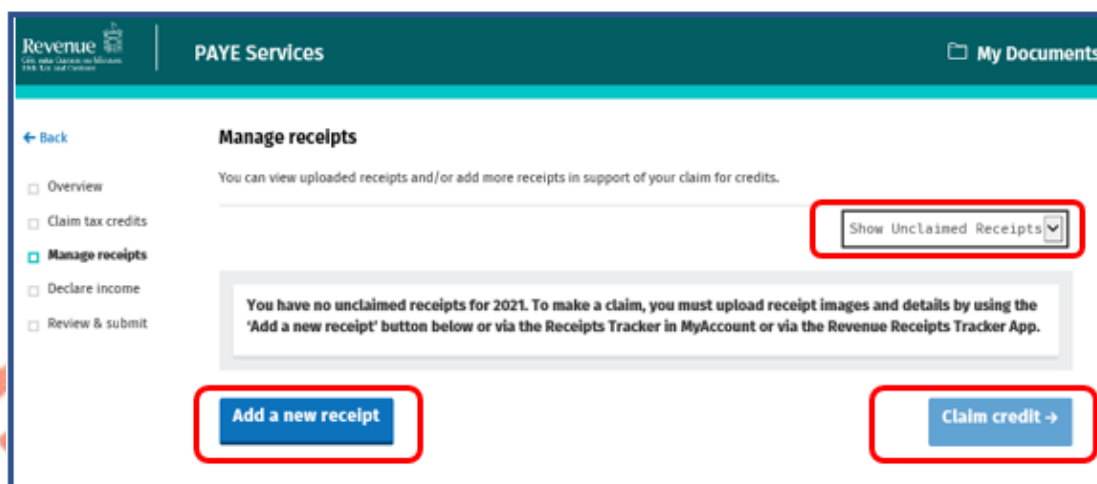 Revenue
PAYE Services
My Documents
← Back
Overview
Claim tax credits
Manage receipts
Declare income
Review & submit
Manage receipts
You can view uploaded receipts and/or add more receipts in support of your claim for credits.
Show Unclaimed Receipts
You have no unclaimed receipts for 2021. To make a claim, you must upload receipt images and details by using the
‘Add a new receipt’ button below or via the Receipts Tracker in MyAccount or via the Revenue Receipts Tracker App.
Add a new receipt
Claim credit →